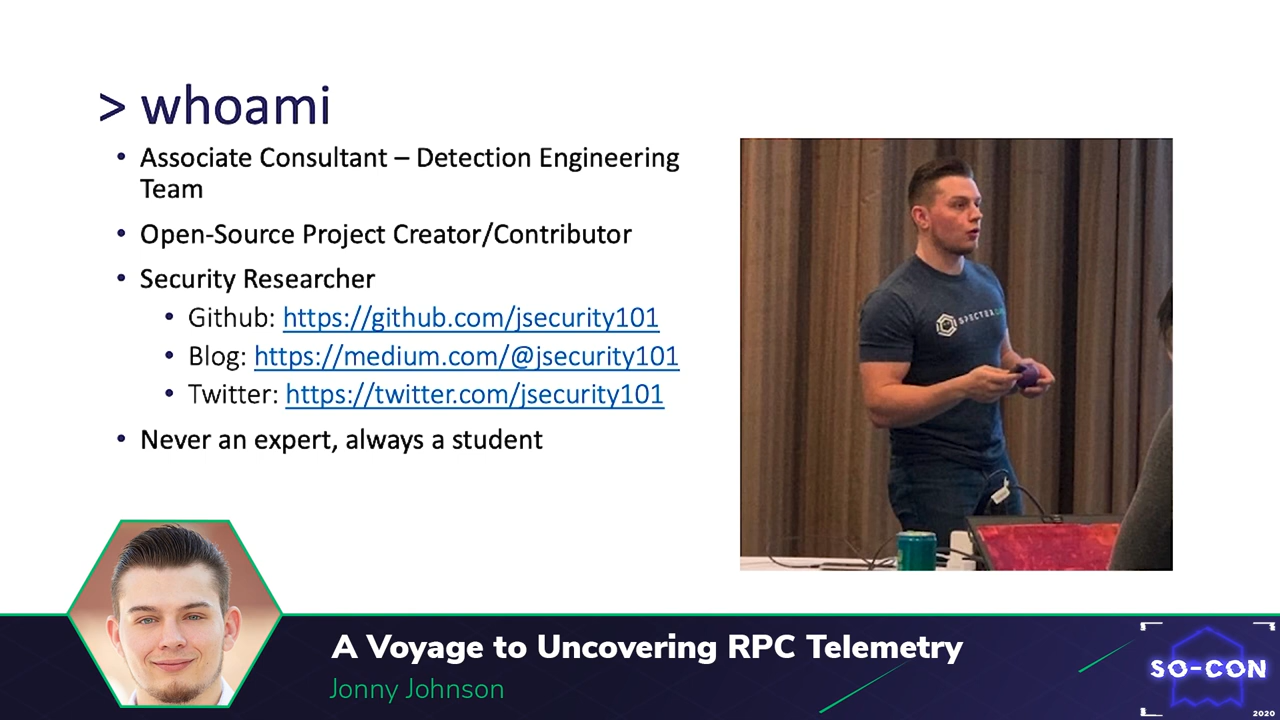 > whoami
• Associate Consultant – Detection Engineering
Team
• Open-Source Project Creator/Contributor
• Security Researcher
• Github: https://github.com/jsecurity101
• Blog: https://medium.com/@jsecurity101
• Twitter: https://twitter.com/jsecurity101
• Never an expert, always a student
SPECTER
A Voyage to Uncovering RPC Telemetry
Jonny Johnson
SO-CON
2020